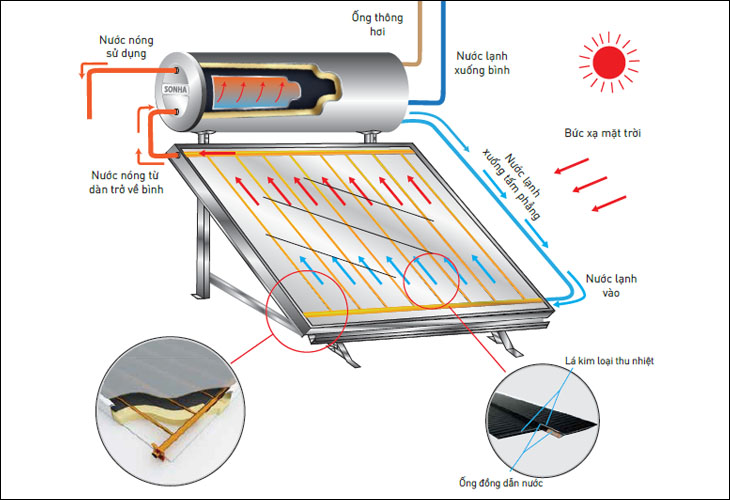 Ống thông
hơi
Nước nóng
sử dụng
Nước lạnh
xuống bình
SONHA
Bức xạ mặt trời
Nước nóng từ
dàn trở về bình
Nước lạnh
xuống tấm phẳng
Nước lạnh
vào
Lá kim loại thu nhiệt
Ống đồng dẫn nước